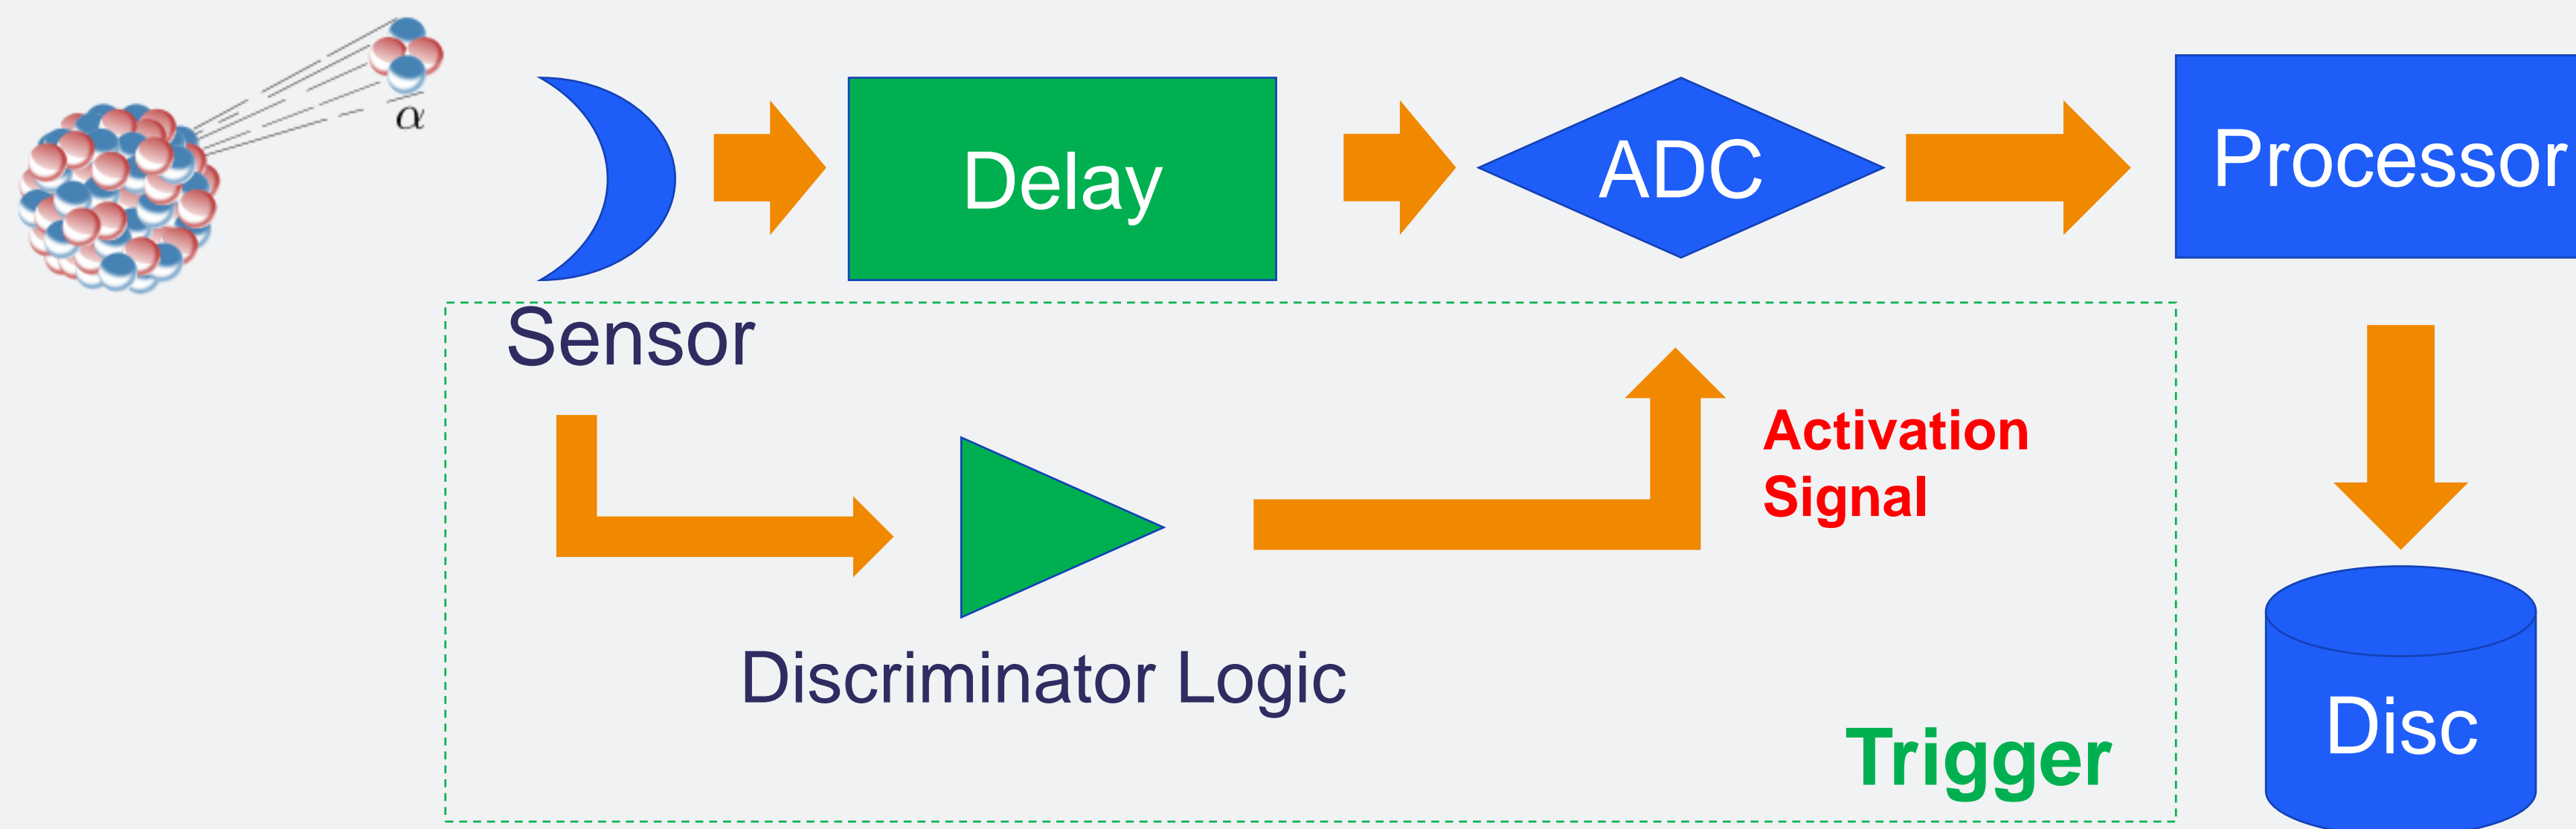 α
Delay
ADC
Processor
Sensor
Activation
Signal
Discriminator Logic
Trigger
Disc